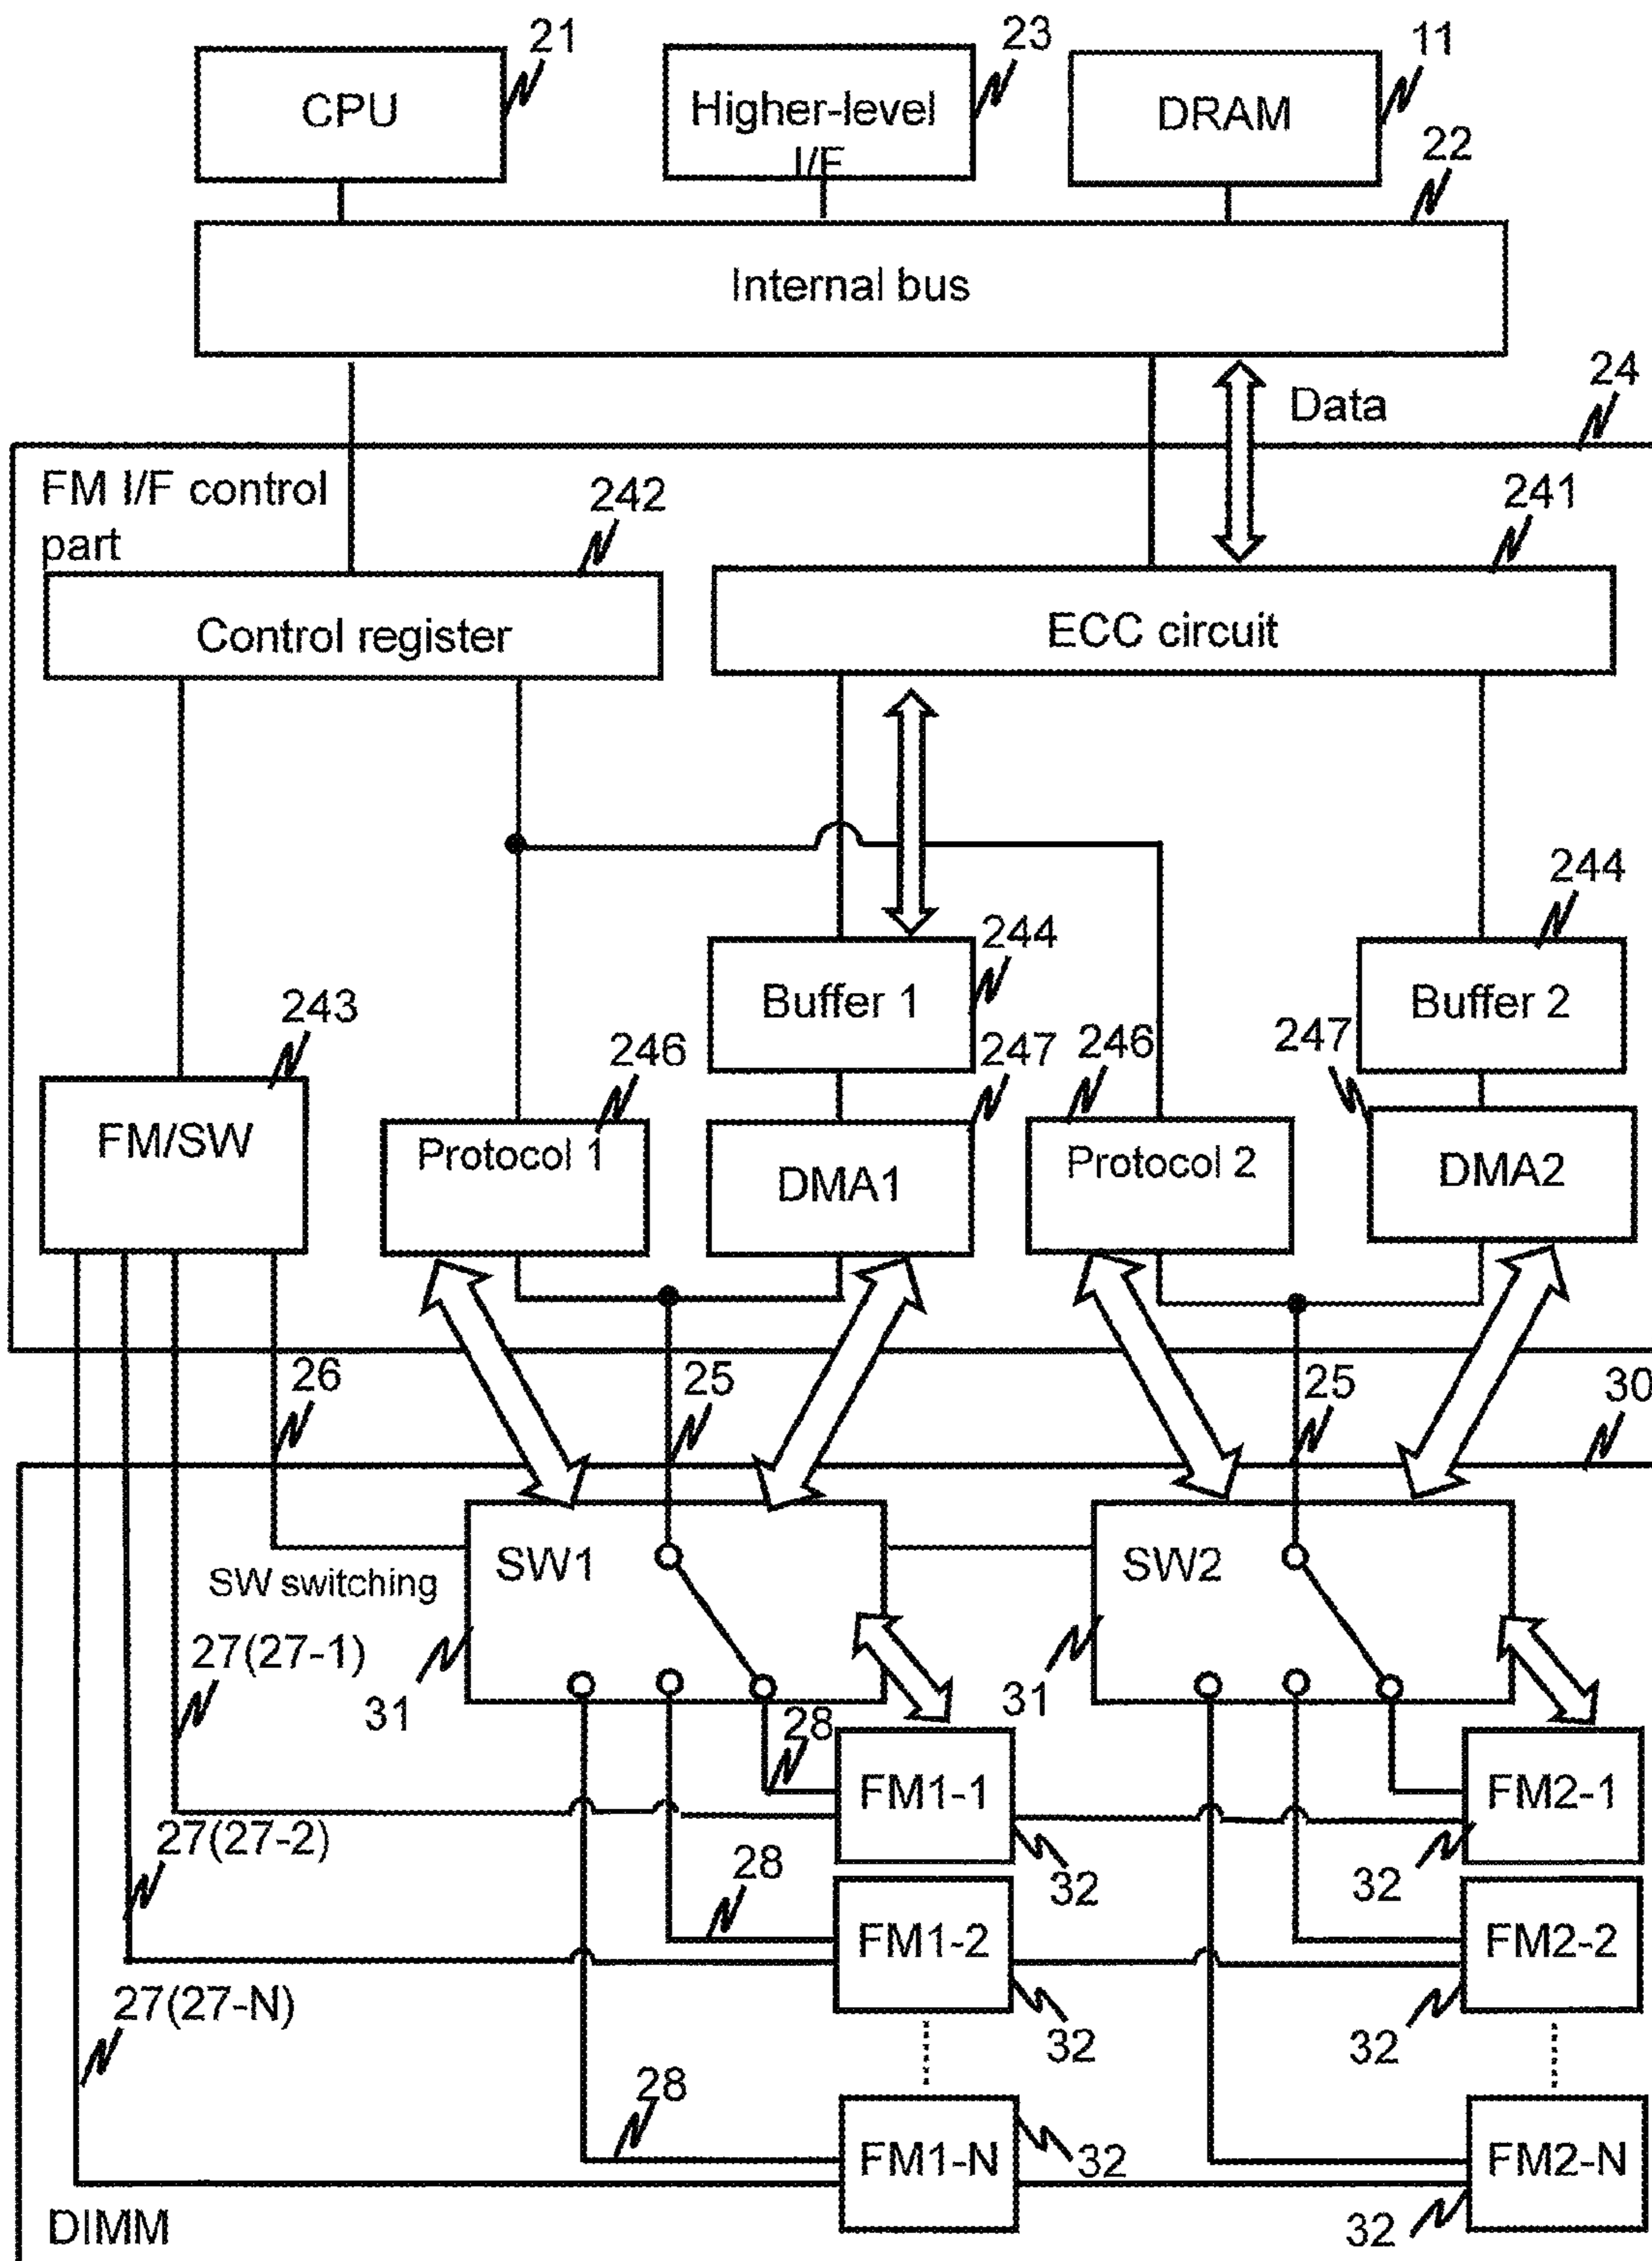 21
23
11
CPU
Higher-level
I/F
DRAM
22
Internal bus
Data
24
FM I/F control
part
242
241
Control register
ECC circuit
244
244
Buffer 1
Buffer 2
243
246
247
246
247
FM/SW
Protocol 1
DMA1
Protocol 2
DMA2
26
25
25
30
SW1
SW2
SW switching
27(27-1)
31
31
28
FM1-1
FM2-1
27(27-2)
28
32
32
FM1-2
FM2-2
27(27-N)
32
32
28
FM1-N
32
FM2-N
DIMM
32